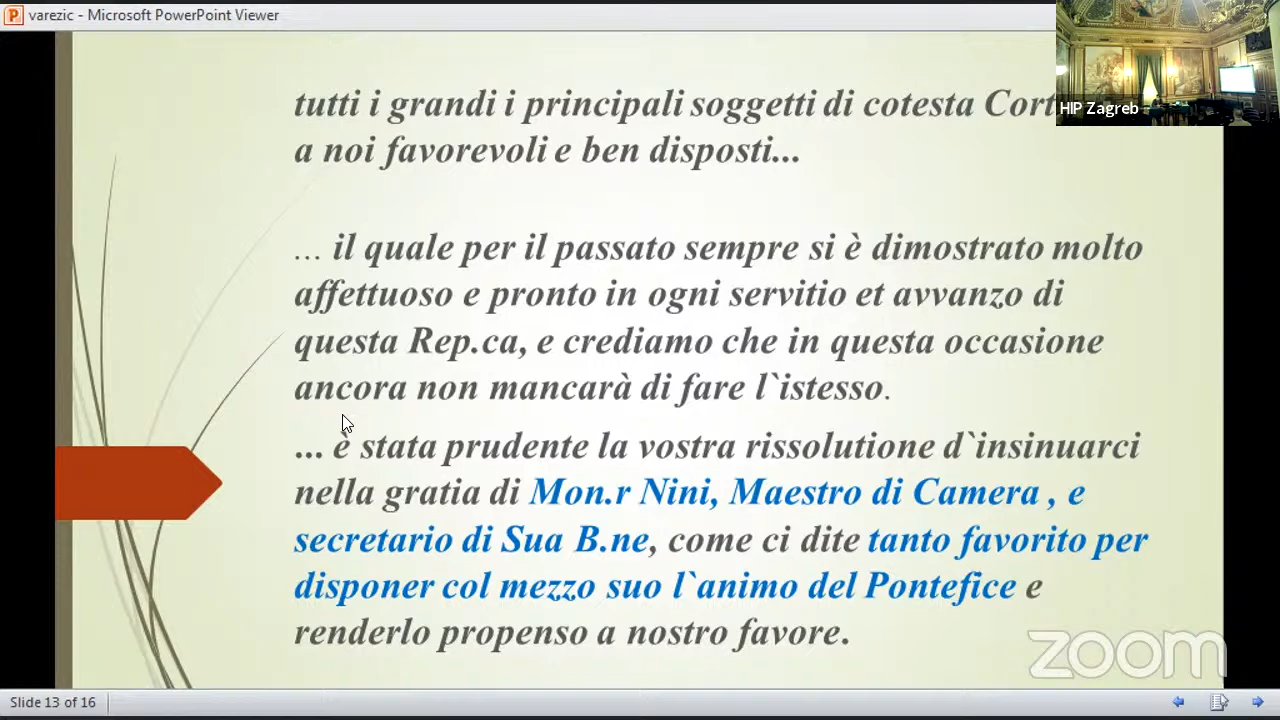 varezic - Microsoft PowerPoint Viewer
HIP Zagreb
tutti i grandi i principali soggetti di cotesta
a noi favorevoli e ben disposti...
... il quale per il passato sempre si è dimostrato molto
affettuoso e pronto in ogni servitio et avvanzo di
questa Rep.ca, e crediamo che in questa occasione
ancora non mancarà di fare l`istesso.
... è stata prudente la vostra rissolutione d`insinuarci
nella gratia di Mon.r Nini, Maestro di Camera , e
secretario di Sua B.ne, come ci dite tanto favorito per
disponer col mezzo suo l`animo del Pontefice e
renderlo propenso a nostro favore.
zoom
Slide 13 of 16